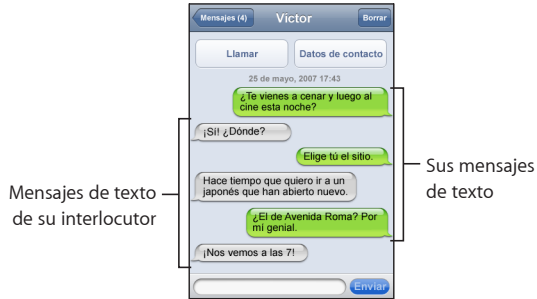 Mensajes (4)
Victor
Borrar
Llamar
Datos de contacto
25 de mayo, 2007 17:43
¿Te vienes a cenar y luego al
cine esta noche?
¡Sí! ¿Dónde?
Elige tú el sitio.
Hace tiempo que quiero ir a un
japonés que han abierto nuevo.
¿El de Avenida Roma? Por
mí genial.
¡Nos vemos a las 7!
Enviar
Mensajes de texto
de su interlocutor
Sus mensajes
de texto